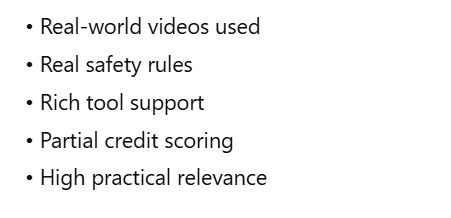 • Real-world videos used
• Real safety rules
• Rich tool support
• Partial credit scoring
• High practical relevance